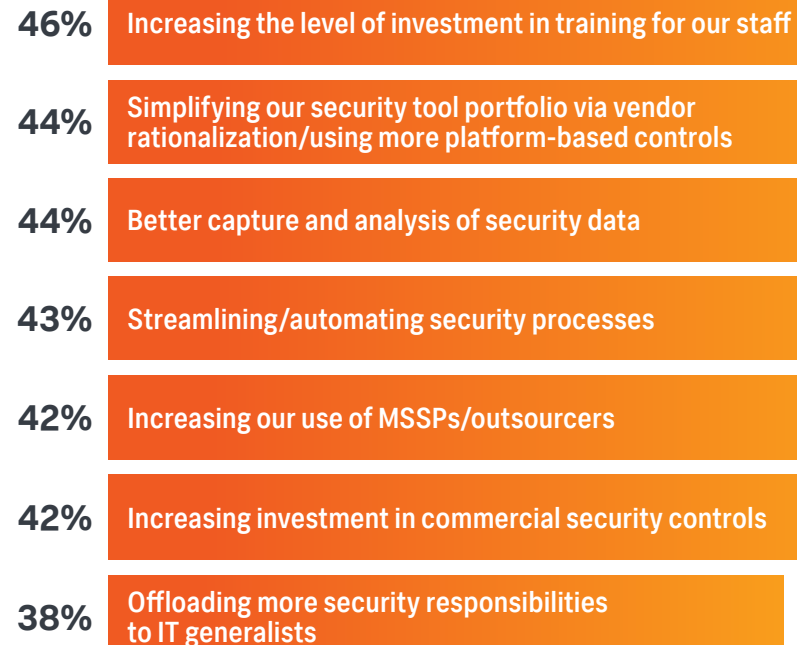 46% Increasing the level of investment in training for our staff
44% Simplifying our security tool portfolio via vendor
rationalization/using more platform-based controls
44% Better capture and analysis of security data
43% Streamlining/automating security processes
42% Increasing our use of MSSPs/outsourcers
42% Increasing investment in commercial security controls
38% Offloading more security responsibilities
to IT generalists